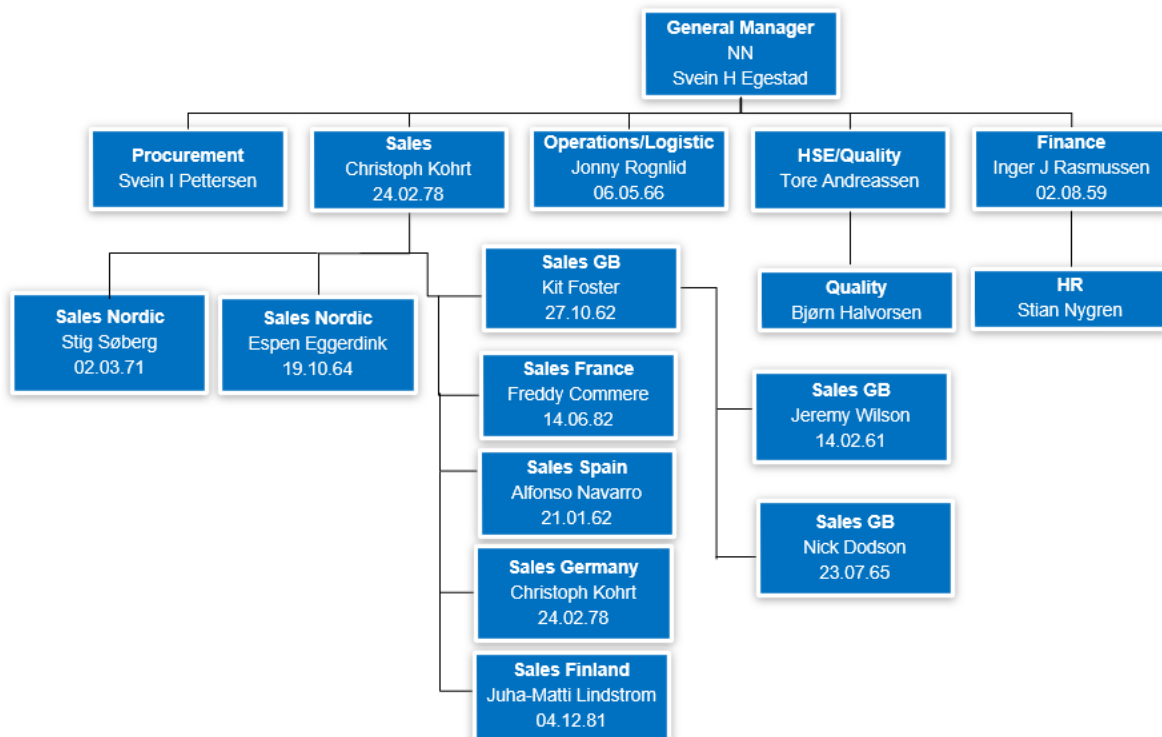 General Manager
NN
Svein H Egestad
Procurement
Svein I Pettersen
Sales
Christoph Kohrt
24.02.78
Operations/Logistic
Jonny Rognlid
06.05.66
HSE/Quality
Tore Andreassen
Finance
Inger J Rasmussen
02.08.59
Sales Nordic
Stig Søberg
02.03.71
Sales Nordic
Espen Eggerdink
19.10.64
Sales GB
Kit Foster
27.10.62
Quality
Bjørn Halvorsen
HR
Stian Nygren
Sales France
Freddy Commere
14.06.82
Sales GB
Jeremy Wilson
14.02.61
Sales Spain
Alfonso Navarro
21.01.62
Sales GB
Nick Dodson
23.07.65
Sales Germany
Christoph Kohrt
24.02.78
Sales Finland
Juha-Matti Lindstrom
04.12.81